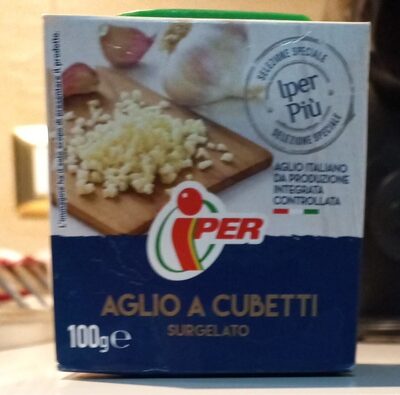 L'immagine ha il solo scopo di presentare il prodotto.
SELEZIONE SPECIALE
Iper
Più
SELEZIONE SPECIALE
AGLIO ITALIANO
DA PRODUZIONE
INTEGRATA
CONTROLLATA
iPER
AGLIO A CUBETTI
SURGELATO
100g℮